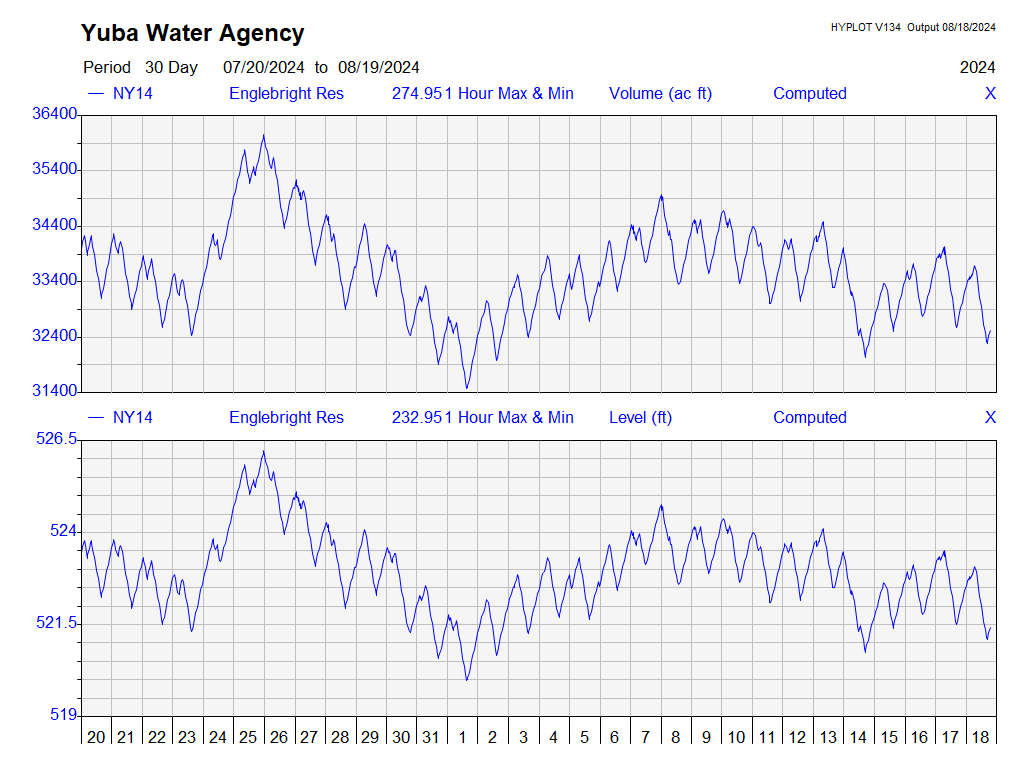 Yuba Water Agency
HYPLOT V134 Output 08/18/2024
Period 30 Day 07/20/2024 to 08/19/2024 2024
NY14 Englebright Res 274.951 Hour Max & Min Volume (ac ft) Computed X
36400
35400
34400
33400
32400
31400
NY14 Englebright Res 232.951 Hour Max & Min Level (ft) Computed X
526.5
524
521.5
519
20 21 22 23 24 25 26 27 28 29 30 31 1 2 3 4 5 6 7 8 9 10 11 12 13 14 15 16 17 18